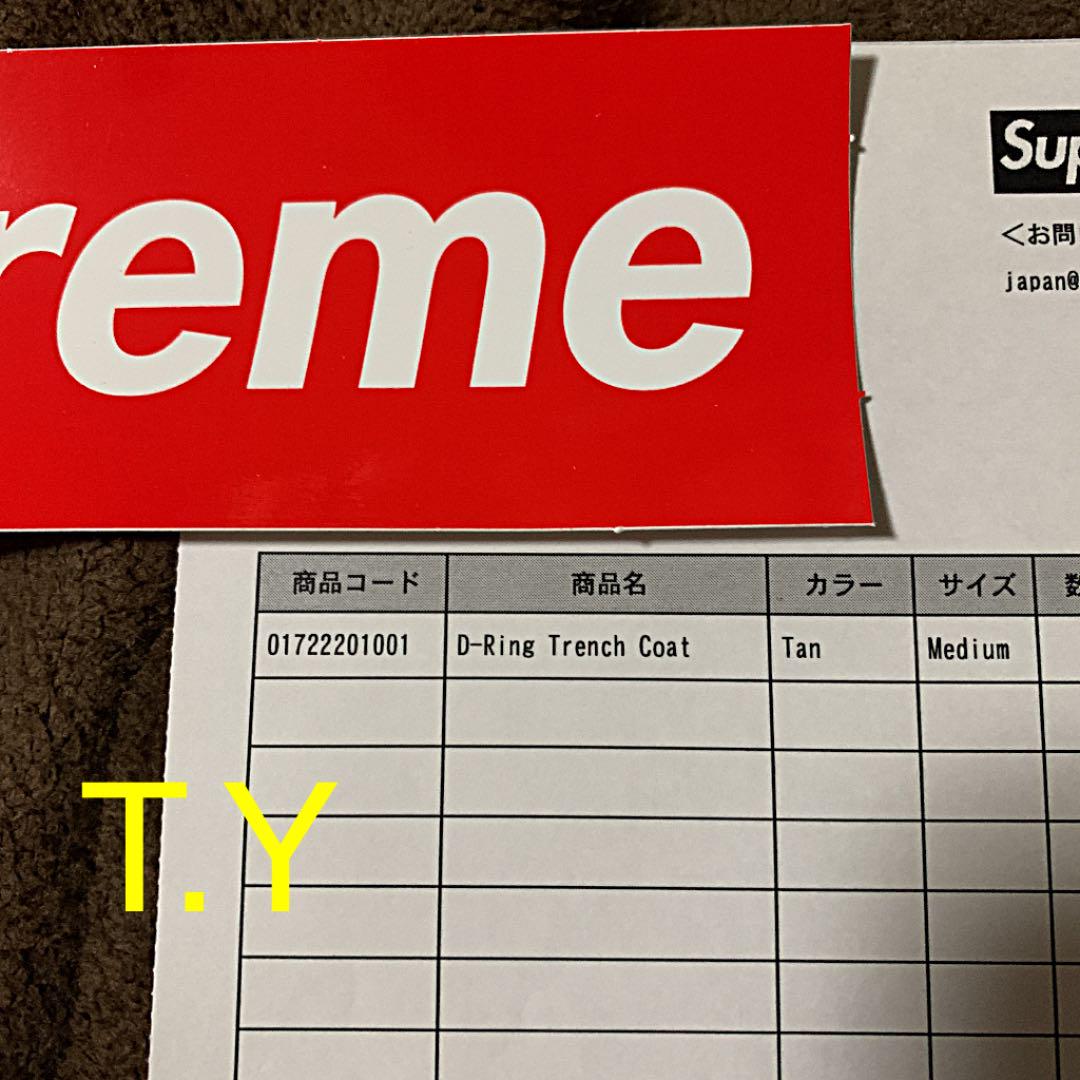 reme
Sup
＜お問
japan@
商品コード 商品名 カラー サイズ 数
01722201001 D-Ring Trench Coat Tan Medium
T.Y